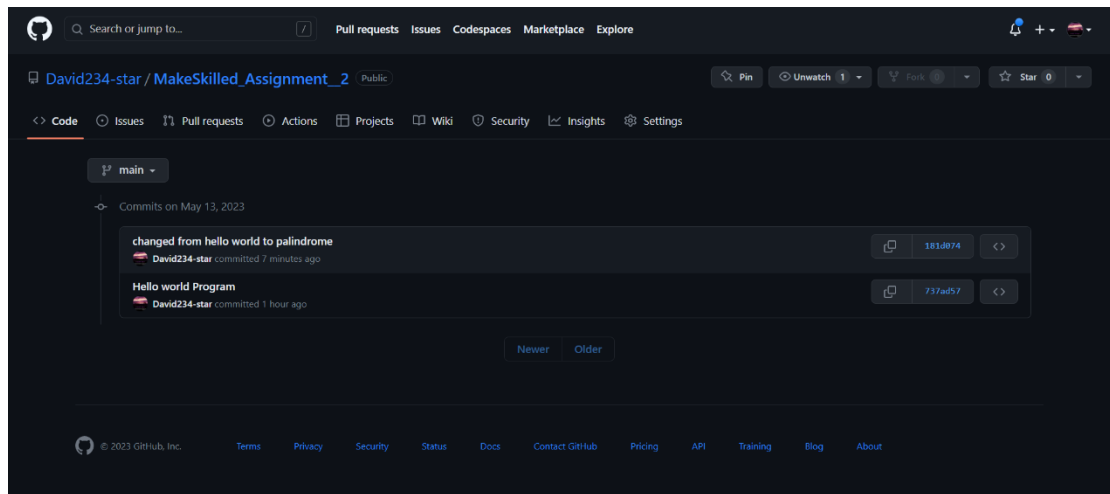 Search or jump to... / Pull requests Issues Codespaces Marketplace Explore
David234-star / MakeSkilled_Assignment__2 Public Pin Unwatch 1 Fork 0 Star 0
Code Issues Pull requests Actions Projects Wiki Security Insights Settings
main
Commits on May 13, 2023
changed from hello world to palindrome
David234-star committed 7 minutes ago
181d074
Hello world Program
David234-star committed 1 hour ago
737ad57
Newer Older
© 2023 GitHub, Inc. Terms Privacy Security Status Docs Contact GitHub Pricing API Training Blog About